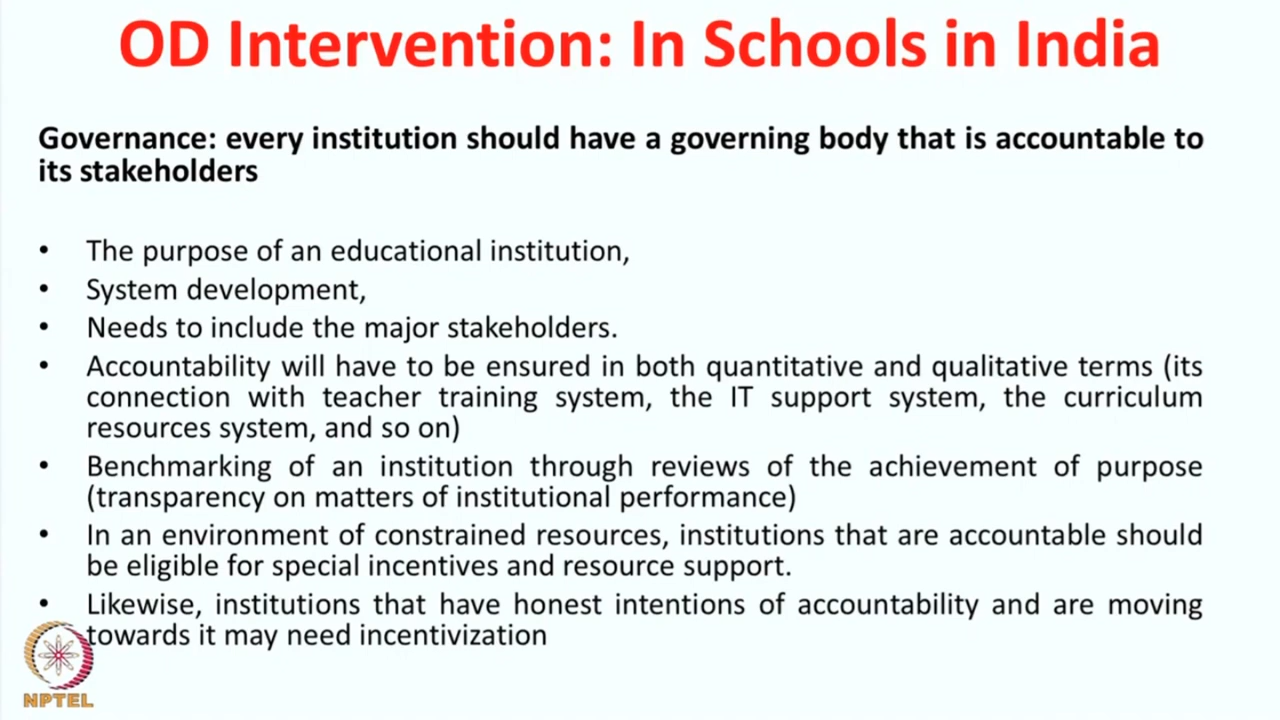 OD Intervention: In Schools in India
Governance: every institution should have a governing body that is accountable to
its stakeholders
• The purpose of an educational institution,
• System development,
• Needs to include the major stakeholders.
• Accountability will have to be ensured in both quantitative and qualitative terms (its
connection with teacher training system, the IT support system, the curriculum
resources system, and so on)
• Benchmarking of an institution through reviews of the achievement of purpose
(transparency on matters of institutional performance)
• In an environment of constrained resources, institutions that are accountable should
be eligible for special incentives and resource support.
• Likewise, institutions that have honest intentions of accountability and are moving
towards it may need incentivization
NPTEL